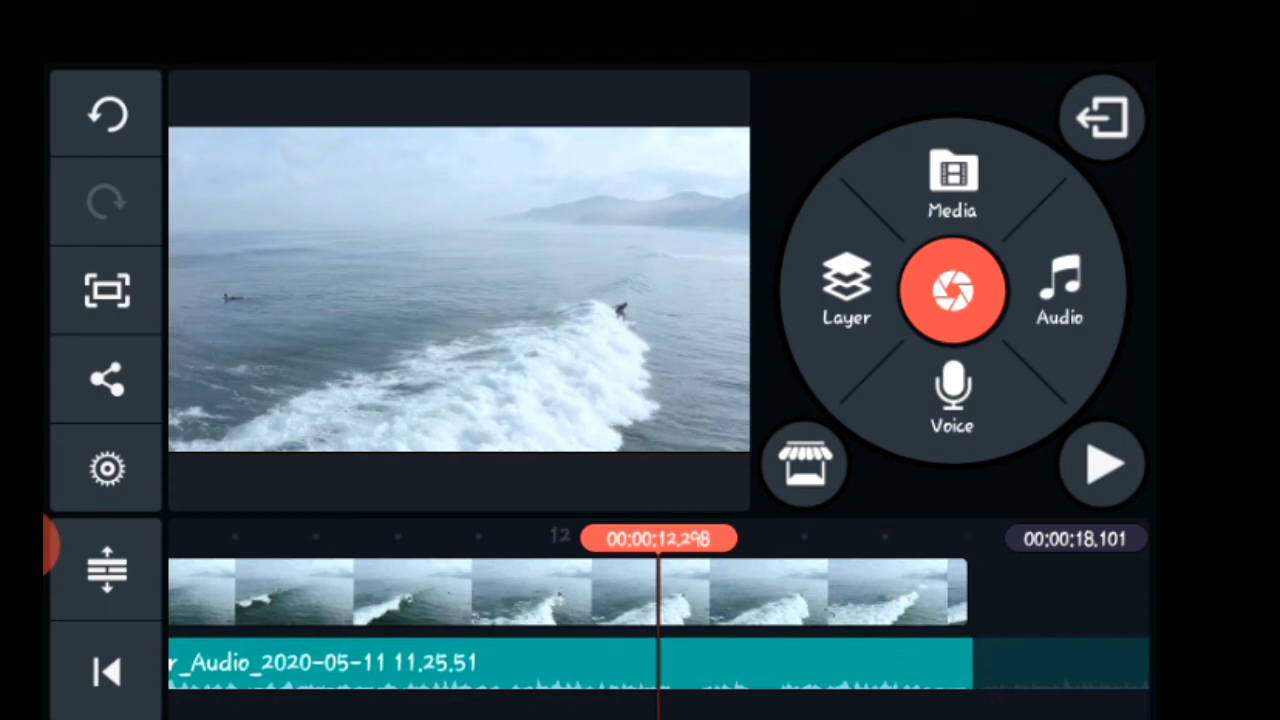 Media
Layer
Audio
Voice
12
00:00:12.298
00:00:18.101
r_Audio_2020-05-11 11.25.51